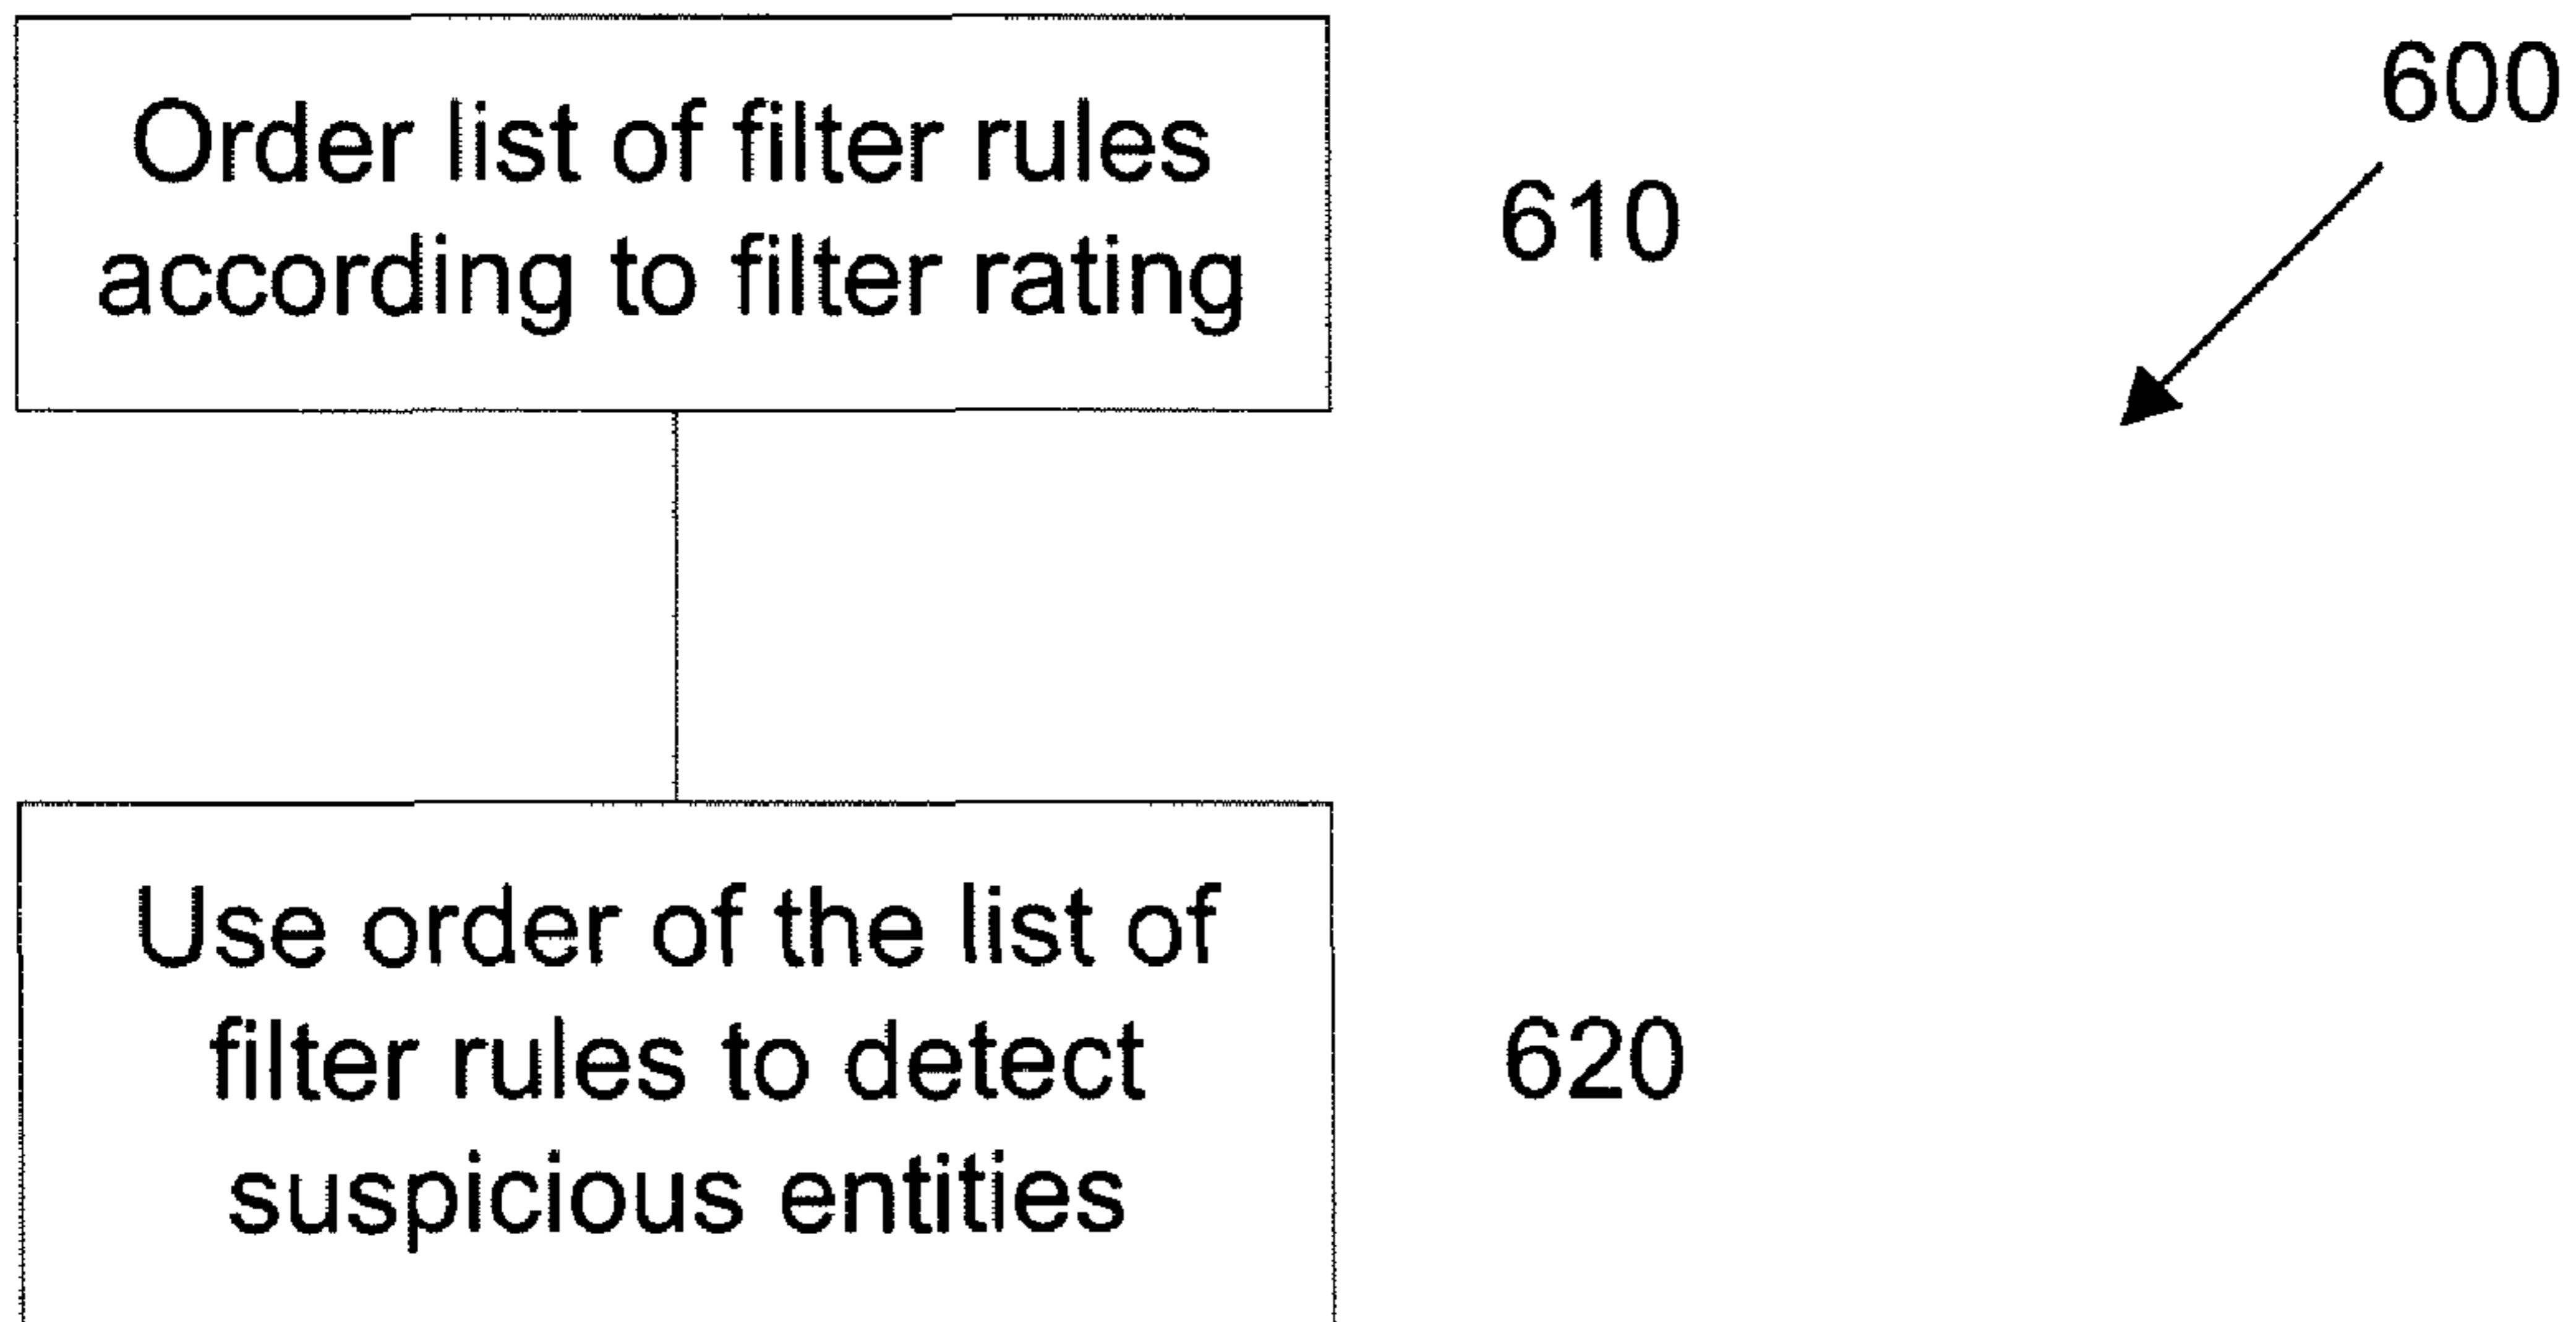 600
Order list of filter rules
according to filter rating
610
Use order of the list of
filter rules to detect
suspicious entities
620